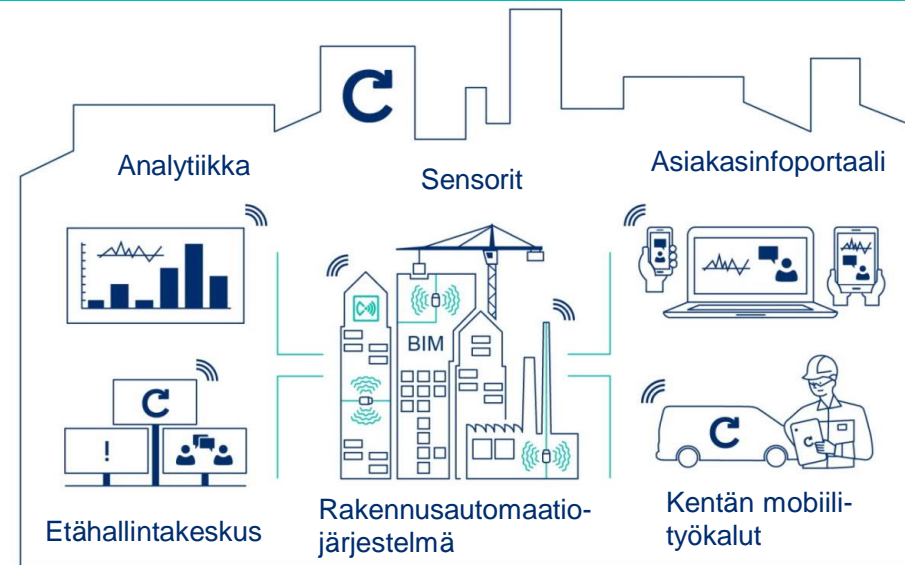 Analytiikka
Sensorit
Asiakasinfoportaali
BIM
!
Etähallintakeskus
Rakennusautomaatio-
järjestelmä
Kentän mobiili-
työkalut